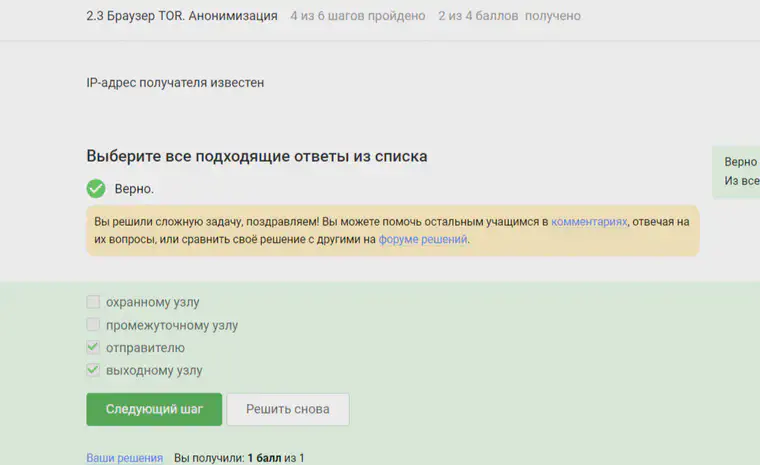 2.3 Браузер TOR. Анонимизация 4 из 6 шагов пройдено 2 из 4 баллов получено
IP-адрес получателя известен
Выберите все подходящие ответы из списка
Верно
Из все
Верно.
Вы решили сложную задачу, поздравляем! Вы можете помочь остальным учащимся в комментариях, отвечая на
их вопросы, или сравнить своё решение с другими на форуме решений.
охранному узлу
промежуточному узлу
отправителю
выходному узлу
Следующий шаг Решить снова
Ваши решения Вы получили: 1 балл из 1